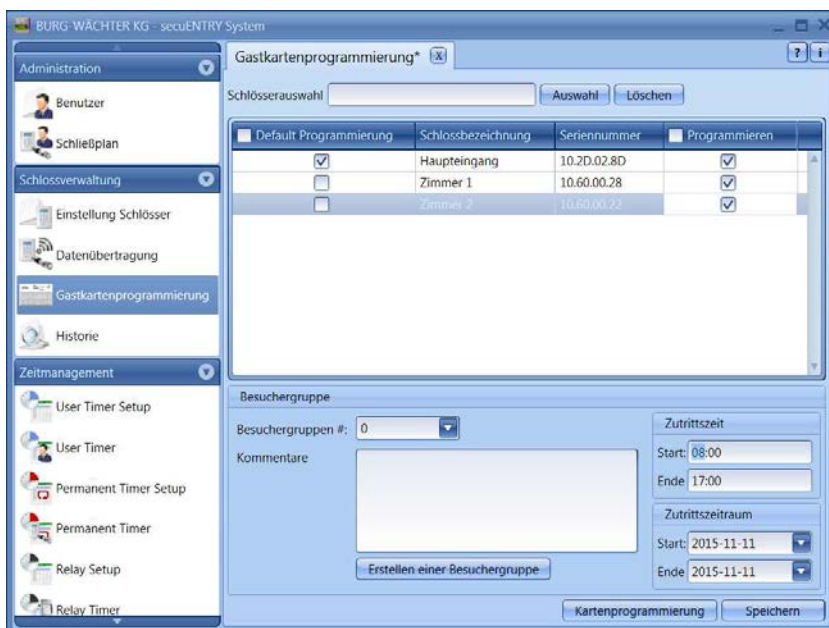 BURG-WÄCHTER KG - secuENTRY System
Administration
Benutzer
Schließplan
Schlossverwaltung
Einstellung Schlösser
Datenübertragung
Gastkartenprogrammierung
Historie
Zeitmanagement
User Timer Setup
User Timer
Permanent Timer Setup
Permanent Timer
Relay Setup
Relay Timer
Gastkartenprogrammierung* X
? i
Schlösserauswahl Auswahl Löschen
Default Programmierung Schlossbezeichnung Seriennummer Programmieren
Haupteingang 10.2D.02.8D
Zimmer 1 10.60.00.28
Zimmer 2 10.60.00.22
Besuchergruppe
Besuchergruppen #: 0
Kommentare
Erstellen einer Besuchergruppe
Zutrittszeit
Start: 08:00
Ende 17:00
Zutrittszeitraum
Start: 2015-11-11
Ende 2015-11-11
Kartenprogrammierung Speichern